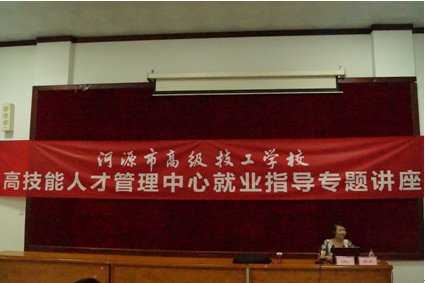 河源市高级技工学校
高技能人才管理中心就业指导专题讲座